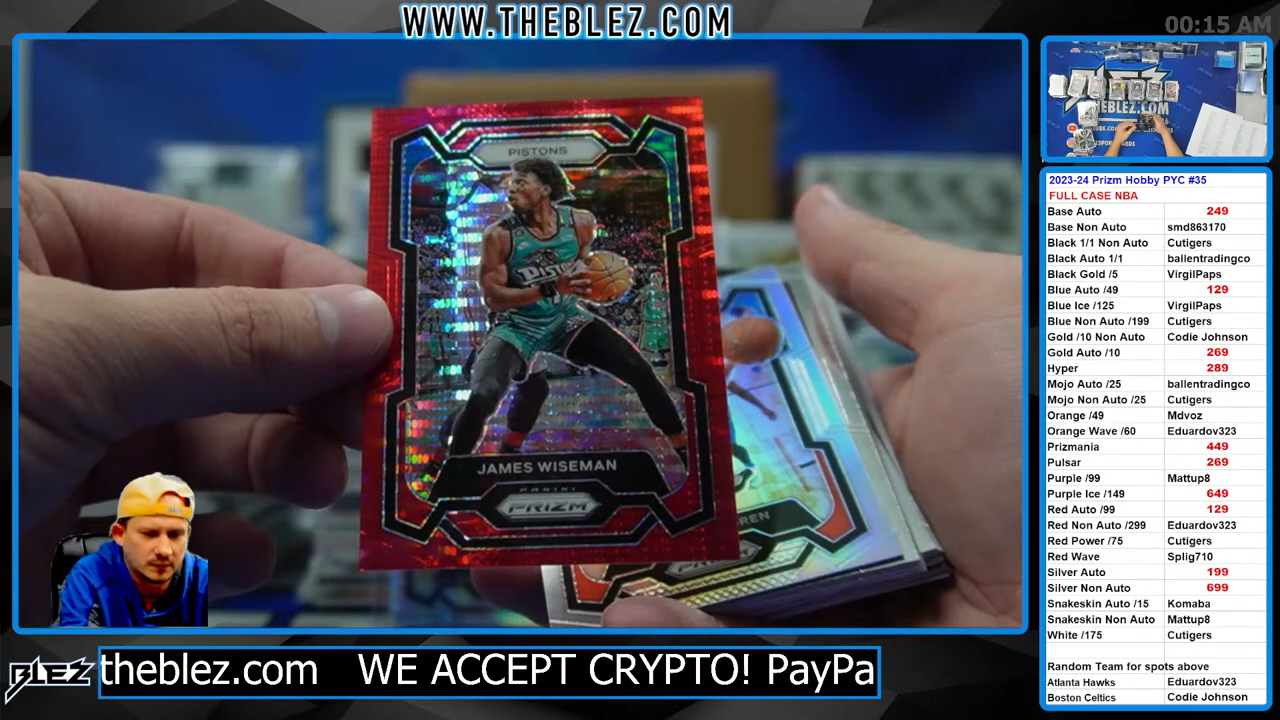 WWW.THEBLEZ.COM
00:15 AM
PISTONS
PISTONS
JAMES WISEMAN
PANINI
PRIZM
BLEZ
THEBLEZ.COM
2023-24 Prizm Hobby PYC #35
FULL CASE NBA
Base Auto 249
Base Non Auto smd863170
Black 1/1 Non Auto Cutigers
Black Auto 1/1 ballentradingco
Black Gold /5 VirgilPaps
Blue Auto /49 129
Blue Ice /125 VirgilPaps
Blue Non Auto /199 Cutigers
Gold /10 Non Auto Codie Johnson
Gold Auto /10 269
Hyper 289
Mojo Auto /25 ballentradingco
Mojo Non Auto /25 Cutigers
Orange /49 Mdvoz
Orange Wave /60 Eduardov323
Prizmania 449
Pulsar 269
Purple /99 Mattup8
Purple Ice /149 649
Red Auto /99 129
Red Non Auto /299 Eduardov323
Red Power /75 Cutigers
Red Wave Splig710
Silver Auto 199
Silver Non Auto 699
Snakeskin Auto /15 Komaba
Snakeskin Non Auto Mattup8
White /175 Cutigers
Random Team for spots above
Atlanta Hawks Eduardov323
Boston Celtics Codie Johnson
BLEZ
theblez.com WE ACCEPT CRYPTO! PayPa